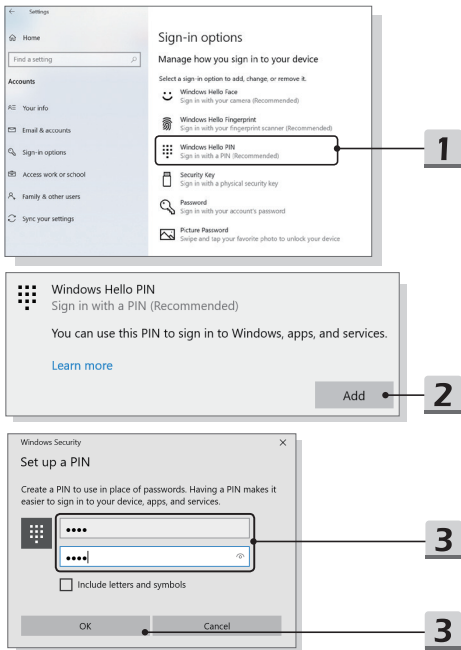 Settings
Home
Find a setting
Accounts
Your info
Email & accounts
Sign-in options
Access work or school
Family & other users
Sync your settings
Sign-in options
Manage how you sign in to your device
Select a sign-in option to add, change, or remove it.
Windows Hello Face
Sign in with your camera (Recommended)
Windows Hello Fingerprint
Sign in with your fingerprint scanner (Recommended)
Windows Hello PIN
Sign in with a PIN (Recommended)
1
Security Key
Sign in with a physical security key
Password
Sign in with your account's password
Picture Password
Swipe and tap your favorite photo to unlock your device
Windows Hello PIN
Sign in with a PIN (Recommended)
You can use this PIN to sign in to Windows, apps, and services.
Learn more
Add
2
Windows Security
Set up a PIN
Create a PIN to use in place of passwords. Having a PIN makes it
easier to sign in to your device, apps, and services.
••••
••••
3
Include letters and symbols
OK Cancel
3